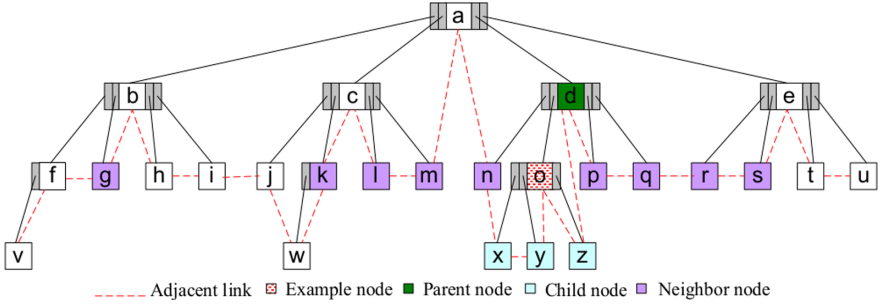 a
b c d e
f g h i j k l m n o p q r s t u
v w x y z
Adjacent link Example node Parent node Child node Neighbor node